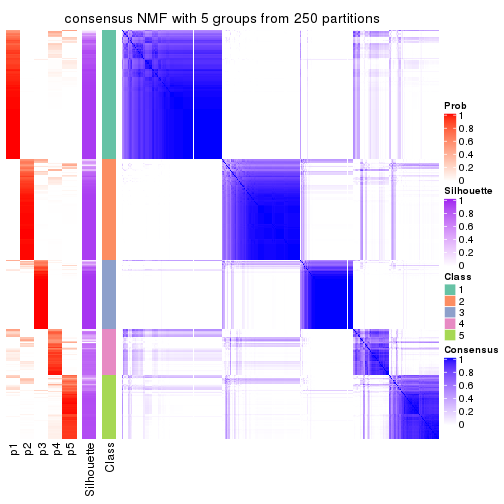 consensus NMF with 5 groups from 250 partitions
Prob
1
0.8
0.6
0.4
0.2
0
Silhouette
1
0.8
0.6
0.4
0.2
0
Class
1
2
3
4
5
Consensus
1
0.8
0.6
0.4
0.2
0
p1
p2
p3
p4
p5
Silhouette
Class